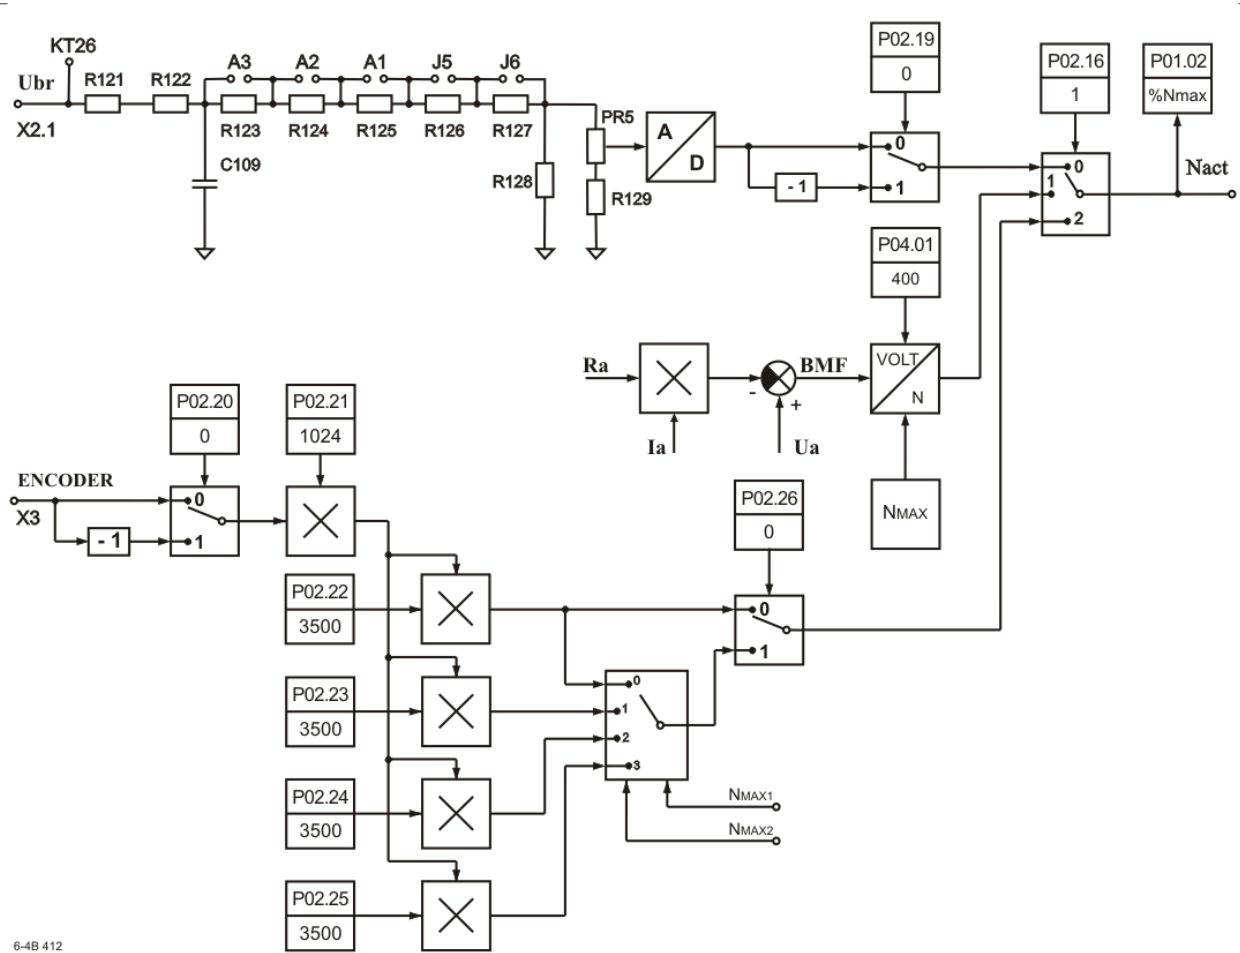 KT26
Ubr
X2.1
R121
R122
A3
A2
A1
J5
J6
R123
R124
R125
R126
R127
C109
R128
PR5
R129
A
D
- 1
P02.19
0
0
1
P02.16
1
0
1
2
P01.02
%Nmax
Nact
P04.01
400
Ra
Ia
-
+
BMF
Ua
VOLT
N
NMAX
P02.20
0
P02.21
1024
ENCODER
X3
- 1
0
1
P02.26
0
0
1
P02.22
3500
P02.23
3500
P02.24
3500
P02.25
3500
0
1
2
3
NMAX1
NMAX2
6-4B 412